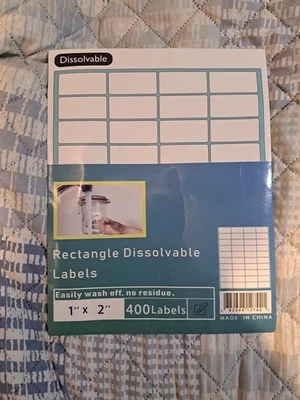 Dissolvable
Rectangle Dissolvable
Labels
Easily wash off, no residue.
1" x 2" 400Labels
MADE IN CHINA